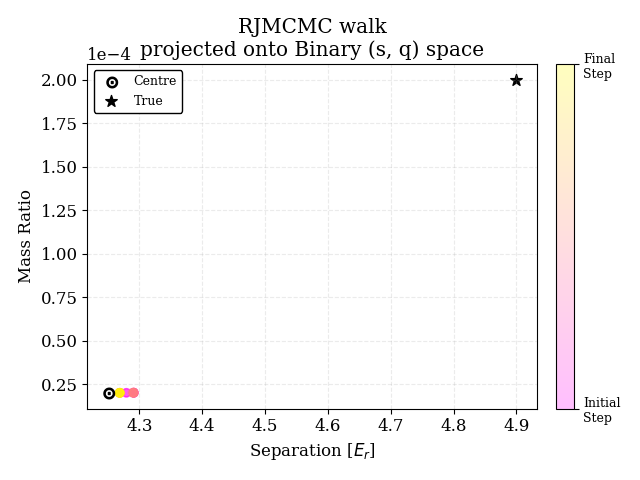 RJMCMC walk
projected onto Binary (s, q) space
1e−4
Centre
True
2.00
1.75
1.50
1.25
1.00
0.75
0.50
0.25
Mass Ratio
4.3 4.4 4.5 4.6 4.7 4.8 4.9
Separation [E_r]
Final
Step
Initial
Step